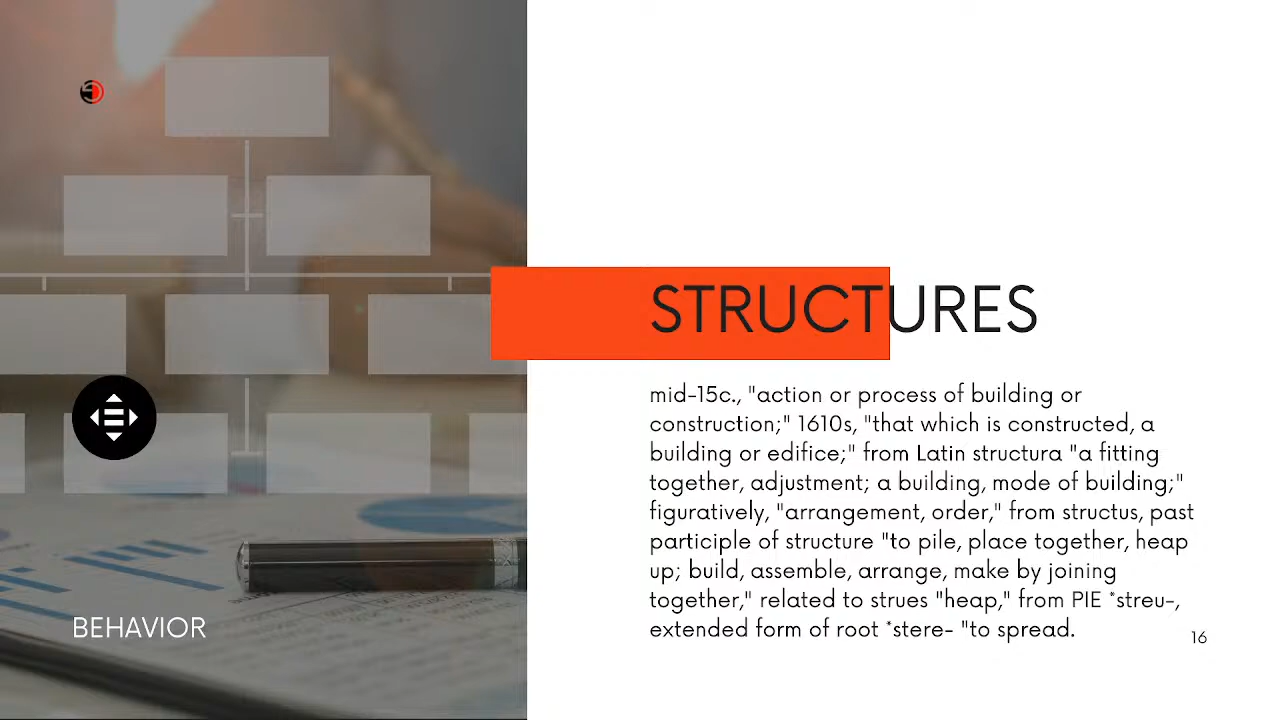 STRUCTURES
mid-15c., "action or process of building or
construction;" 1610s, "that which is constructed, a
building or edifice;" from Latin structura "a fitting
together, adjustment; a building, mode of building;"
figuratively, "arrangement, order," from structus, past
participle of structure "to pile, place together, heap
up; build, assemble, arrange, make by joining
together," related to strues "heap," from PIE *streu-,
extended form of root *stere- "to spread.
BEHAVIOR
16